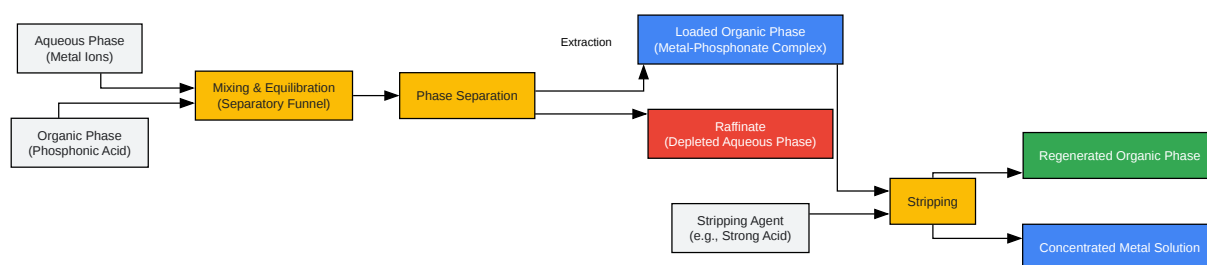 Aqueous Phase
(Metal Ions)
Organic Phase
(Phosphonic Acid)
Mixing & Equilibration
(Separatory Funnel)
Phase Separation
Extraction
Loaded Organic Phase
(Metal-Phosphonate Complex)
Raffinate
(Depleted Aqueous Phase)
Stripping Agent
(e.g., Strong Acid)
Stripping
Regenerated Organic Phase
Concentrated Metal Solution